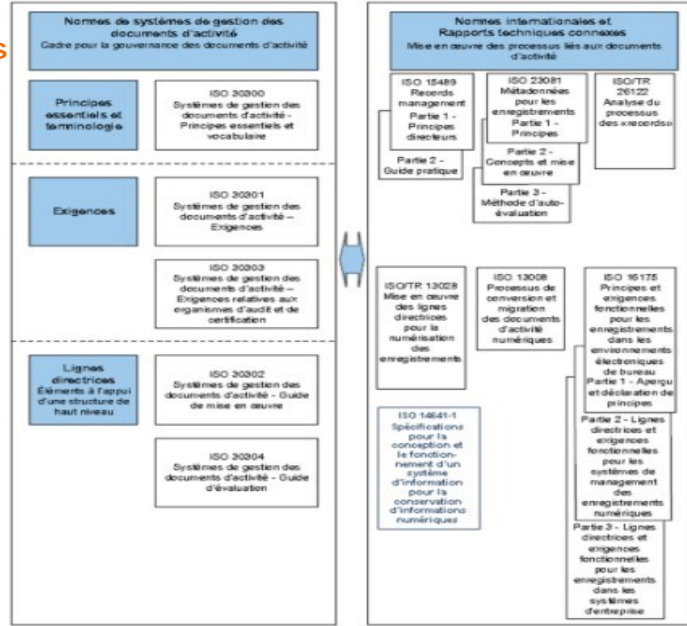 s
Normes de systèmes de gestion des
documents d'activité
Cadre pour la gouvernance des documents d'activité
Principes
essentiels et
terminologie
ISO 30300
Systèmes de gestion des
documents d'activité -
Principes essentiels et
vocabulaire
Exigences
ISO 30301
Systèmes de gestion des
documents d'activité –
Exigences
ISO 30303
Systèmes de gestion des
documents d'activité –
Exigences relatives aux
organismes d'audit et de
certification
Lignes
directrices
Éléments à l'appui
d'une structure de
haut niveau
ISO 30302
Systèmes de gestion des
documents d'activité - Guide
de mise en œuvre
ISO 30304
Systèmes de gestion des
documents d'activité - Guide
d'évaluation
Normes internationales et
Rapports techniques connexes
Mise en œuvre des processus liés aux documents
d'activité
ISO 15489
Records
management
Partie 1 -
Principes
directeurs
Partie 2 -
Guide pratique
ISO 23081
Métadonnées
pour les
enregistrements
Partie 1 -
Principes
Partie 2 -
Concepts et mise
en œuvre
Partie 3 -
Méthode d'auto-
évaluation
ISO/TR
26122
Analyse du
processus
des «records»
ISO/TR 13028
Mise en œuvre
des lignes
directrices
pour la
numérisation
des
enregistrements
ISO 13008
Processus de
conversion et
migration
des documents
d'activité
numériques
ISO 16175
Principes et
exigences
fonctionnelles
pour les
enregistrements
dans les
environnements
électroniques
de bureau
Partie 1 - Aperçu
et déclaration de
principes
Partie 2 - Lignes
directrices et
exigences
fonctionnelles
pour les
systèmes de
management
des
enregistrements
numériques
Partie 3 - Lignes
directrices et
exigences
fonctionnelles
pour les
enregistrements
dans les
systèmes
d'entreprise
ISO 14641-1
Spécifications
pour la
conception et
le fonction-
nement d'un
système
d'information
pour la
conservation
d'informations
numériques